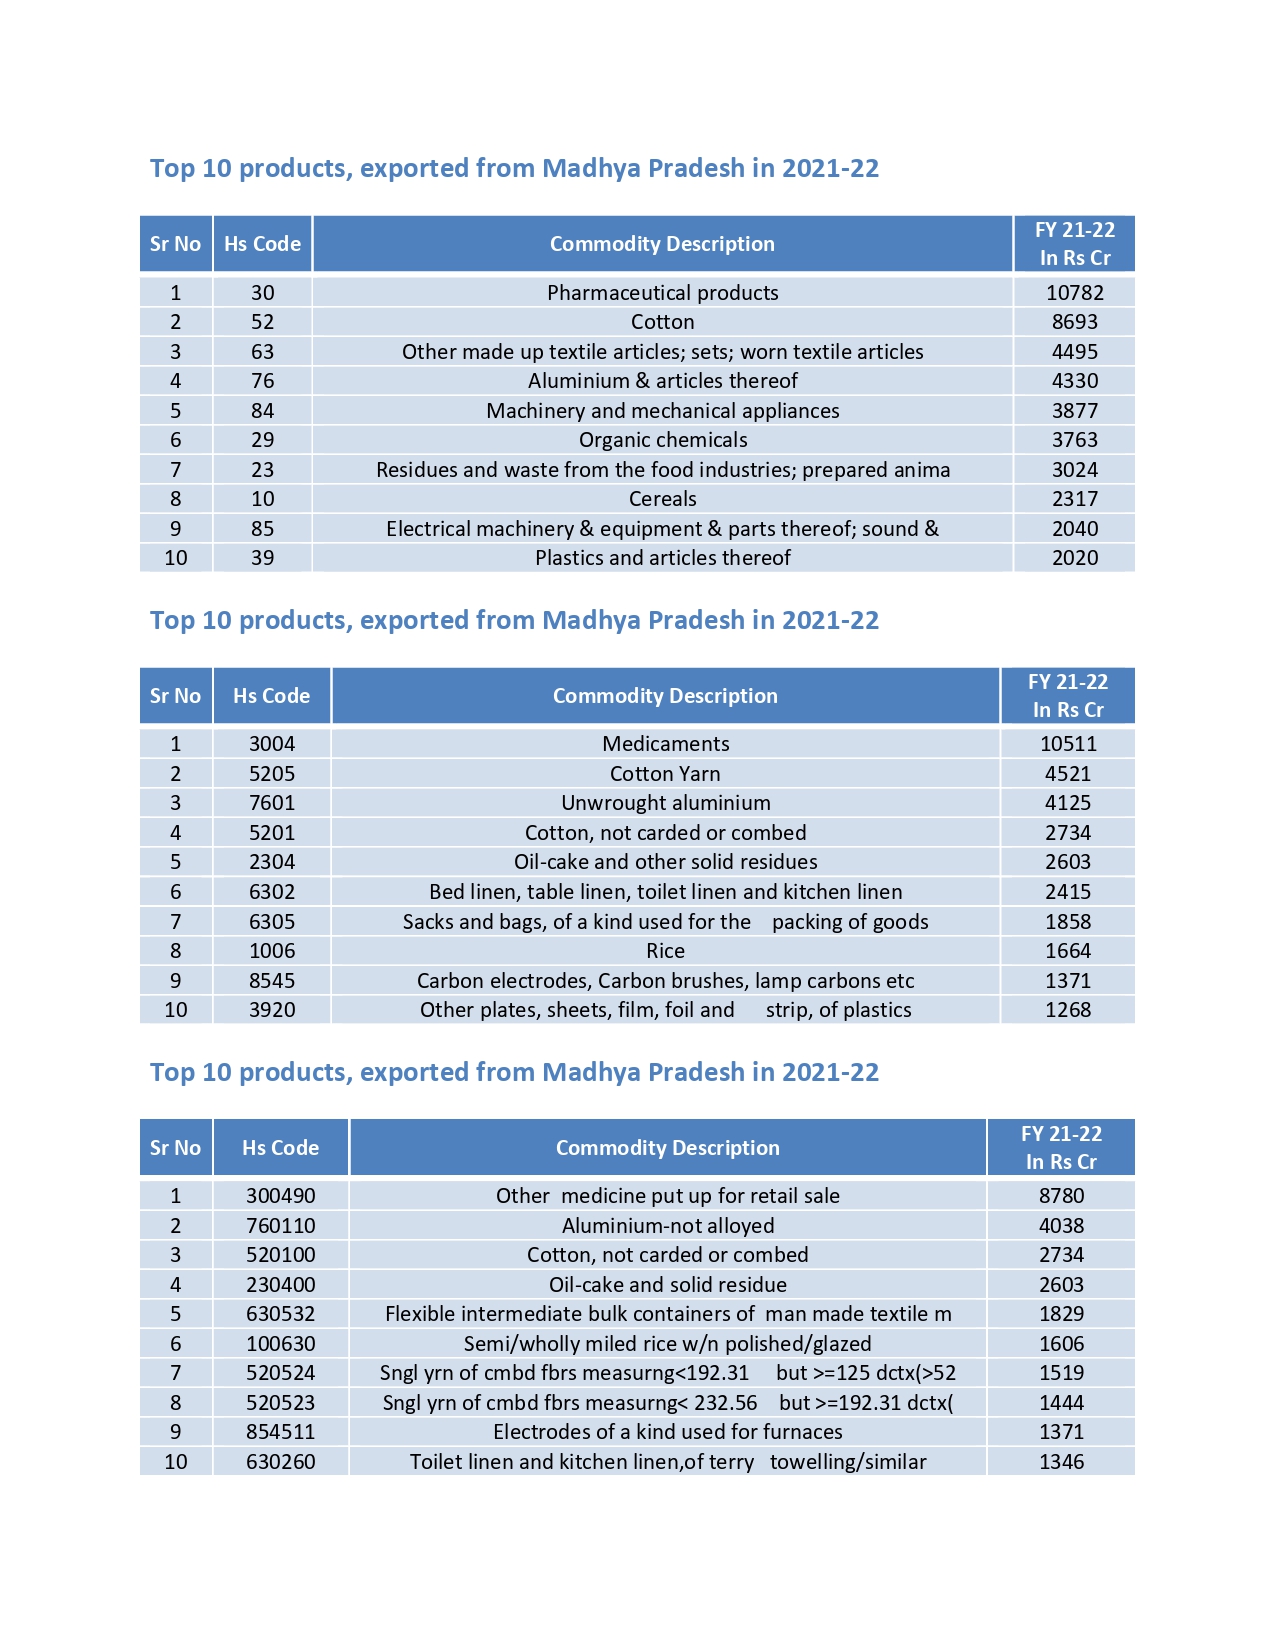 Top 10 products, exported from Madhya Pradesh in 2021-22
Sr No Hs Code Commodity Description FY 21-22 In Rs Cr
1 30 Pharmaceutical products 10782
2 52 Cotton 8693
3 63 Other made up textile articles; sets; worn textile articles 4495
4 76 Aluminium & articles thereof 4330
5 84 Machinery and mechanical appliances 3877
6 29 Organic chemicals 3763
7 23 Residues and waste from the food industries; prepared anima 3024
8 10 Cereals 2317
9 85 Electrical machinery & equipment & parts thereof; sound & 2040
10 39 Plastics and articles thereof 2020
Top 10 products, exported from Madhya Pradesh in 2021-22
Sr No Hs Code Commodity Description FY 21-22 In Rs Cr
1 3004 Medicaments 10511
2 5205 Cotton Yarn 4521
3 7601 Unwrought aluminium 4125
4 5201 Cotton, not carded or combed 2734
5 2304 Oil-cake and other solid residues 2603
6 6302 Bed linen, table linen, toilet linen and kitchen linen 2415
7 6305 Sacks and bags, of a kind used for the packing of goods 1858
8 1006 Rice 1664
9 8545 Carbon electrodes, Carbon brushes, lamp carbons etc 1371
10 3920 Other plates, sheets, film, foil and strip, of plastics 1268
Top 10 products, exported from Madhya Pradesh in 2021-22
Sr No Hs Code Commodity Description FY 21-22 In Rs Cr
1 300490 Other medicine put up for retail sale 8780
2 760110 Aluminium-not alloyed 4038
3 520100 Cotton, not carded or combed 2734
4 230400 Oil-cake and solid residue 2603
5 630532 Flexible intermediate bulk containers of man made textile m 1829
6 100630 Semi/wholly miled rice w/n polished/glazed 1606
7 520524 Sngl yrn of cmbd fbrs measurng<192.31 but >=125 dctx(>52 1519
8 520523 Sngl yrn of cmbd fbrs measurng< 232.56 but >=192.31 dctx( 1444
9 854511 Electrodes of a kind used for furnaces 1371
10 630260 Toilet linen and kitchen linen,of terry towelling/similar 1346